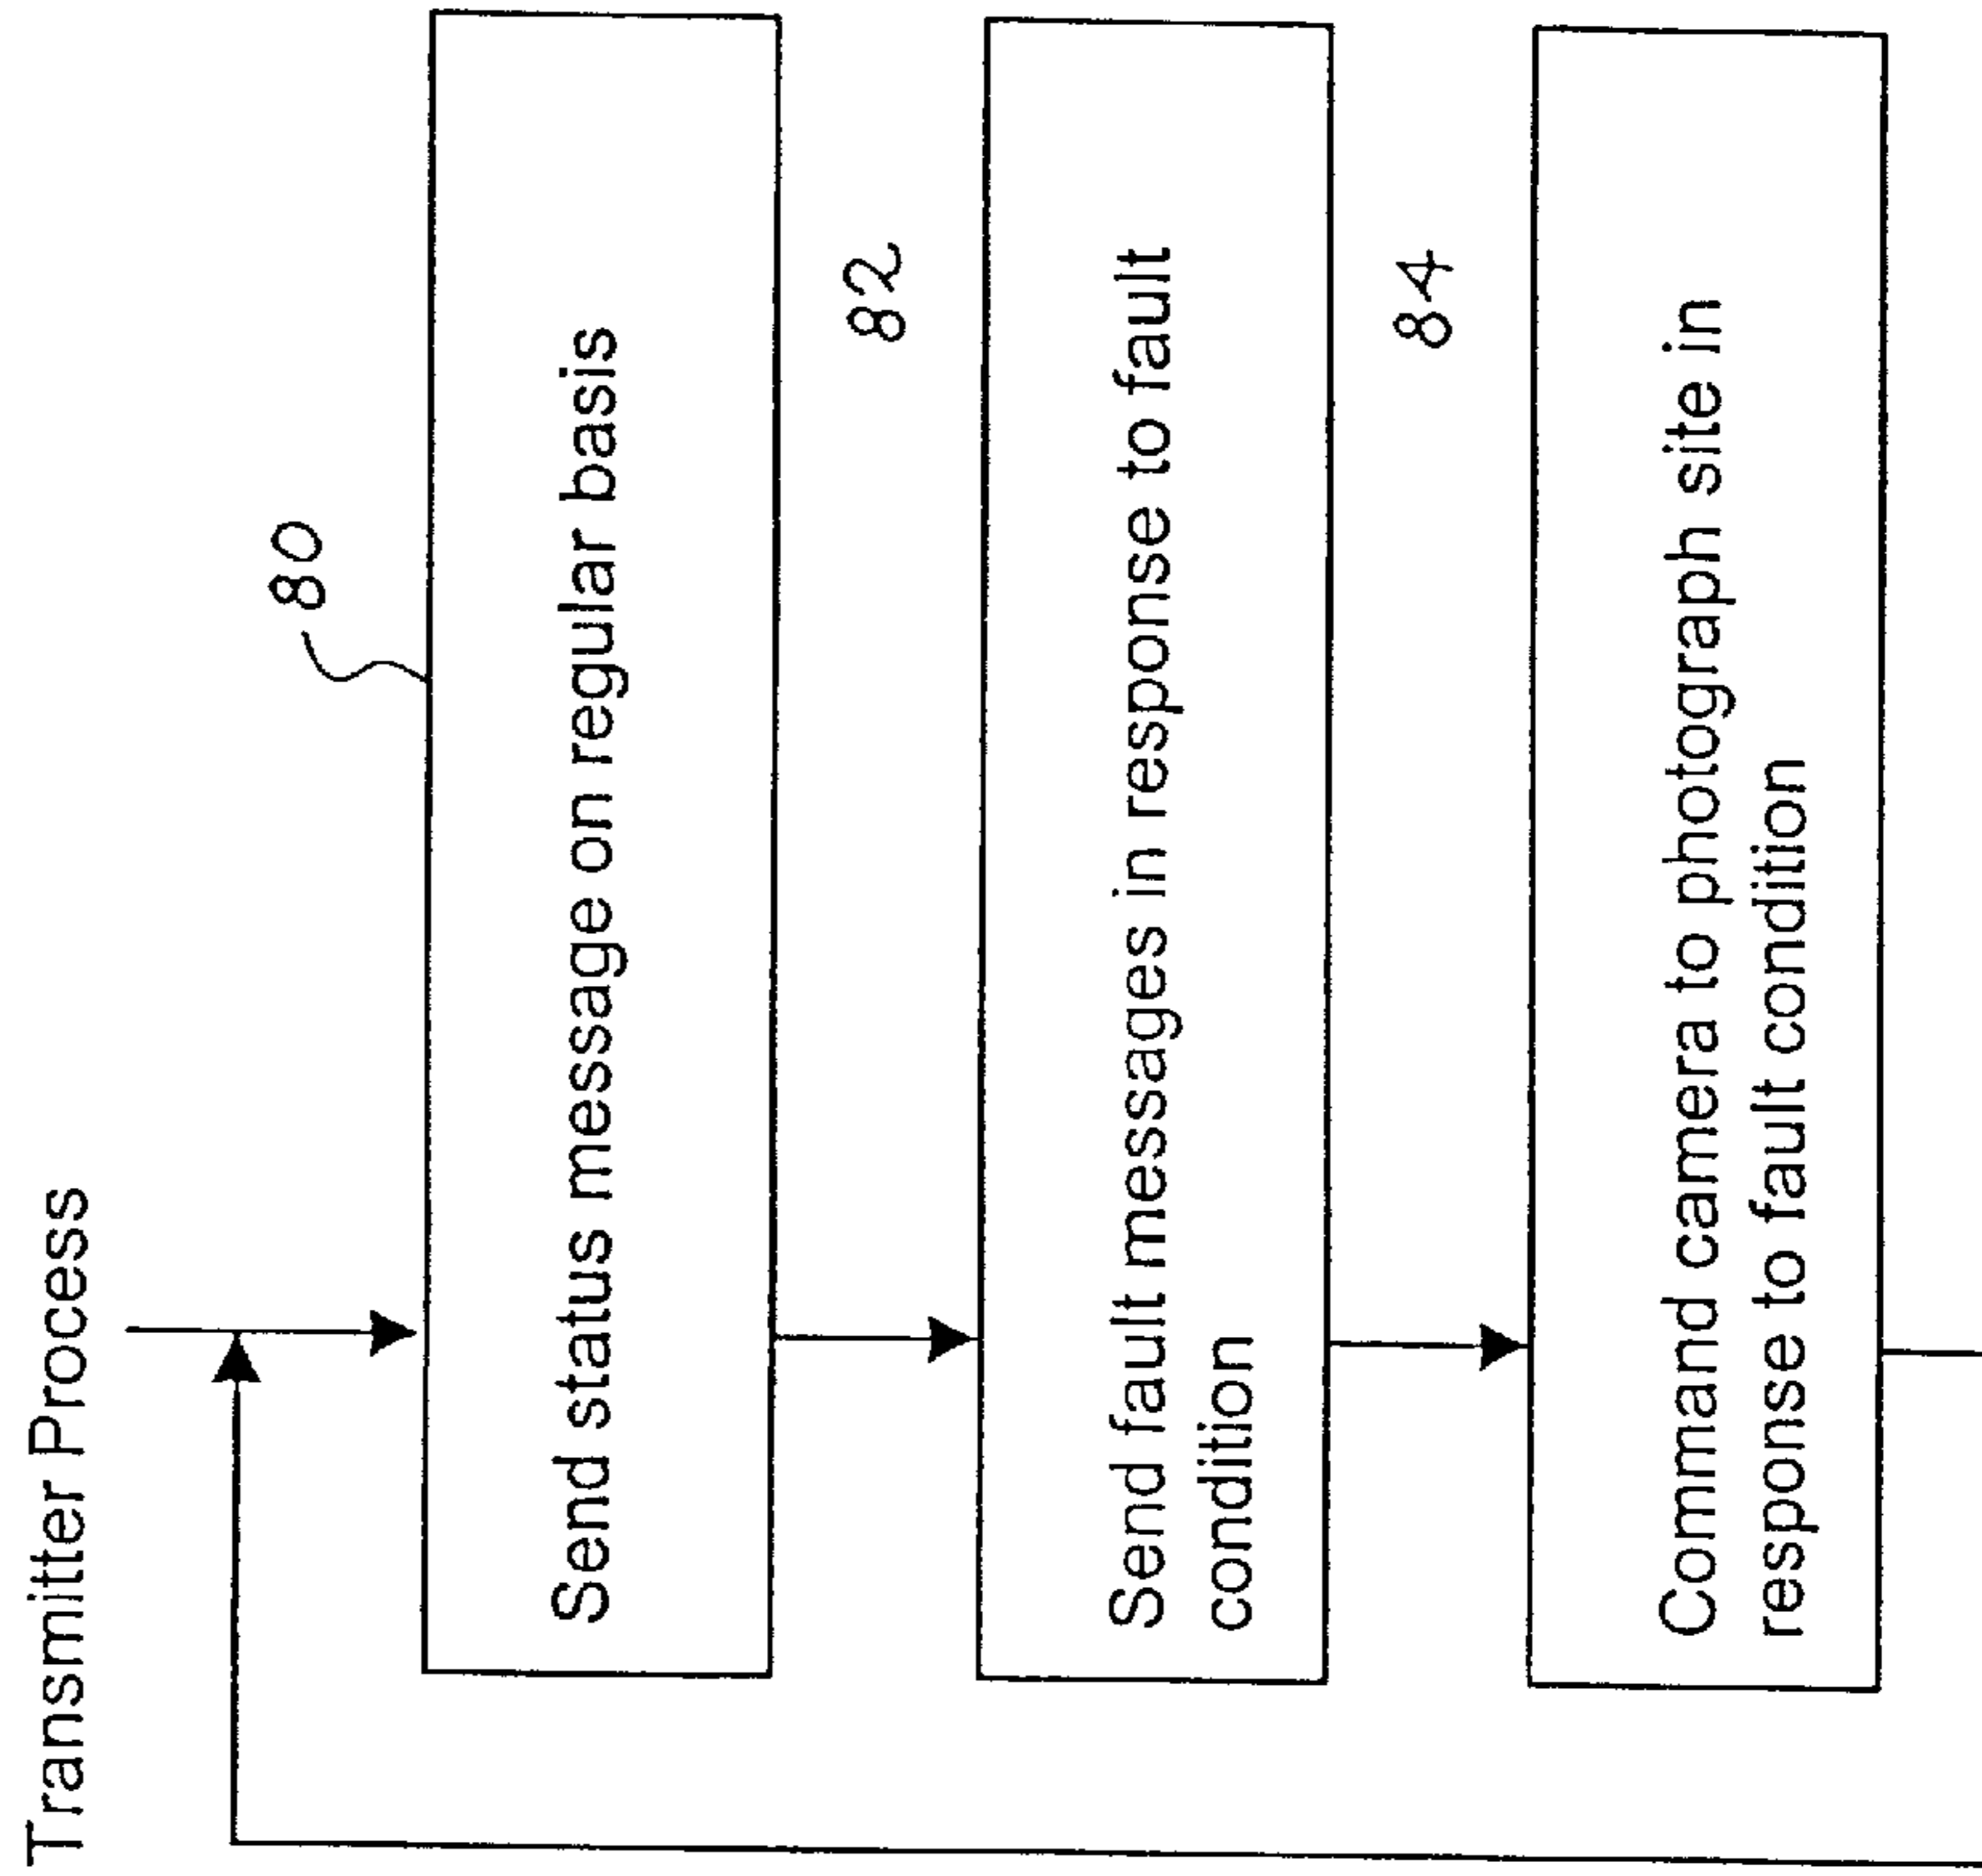 Transmitter Process
80
Send status message on regular basis
82
Send fault messages in response to fault
condition
84
Command camera to photograph site in
response to fault condition